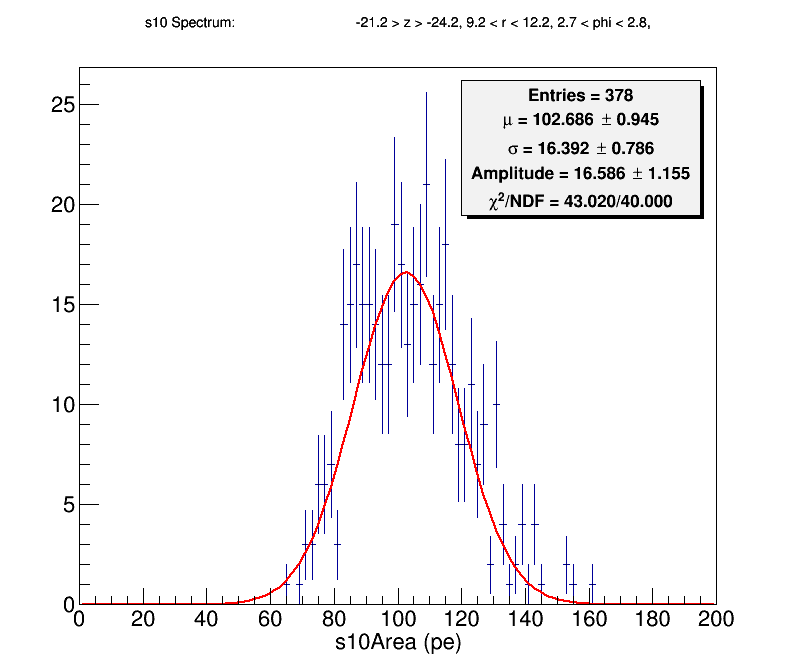 s10 Spectrum: -21.2 > z > -24.2, 9.2 < r < 12.2, 2.7 < phi < 2.8,
Entries = 378
μ = 102.686 ± 0.945
σ = 16.392 ± 0.786
Amplitude = 16.586 ± 1.155
χ²/NDF = 43.020/40.000
25
20
15
10
5
0
0 20 40 60 80 100 120 140 160 180 200
s10Area (pe)